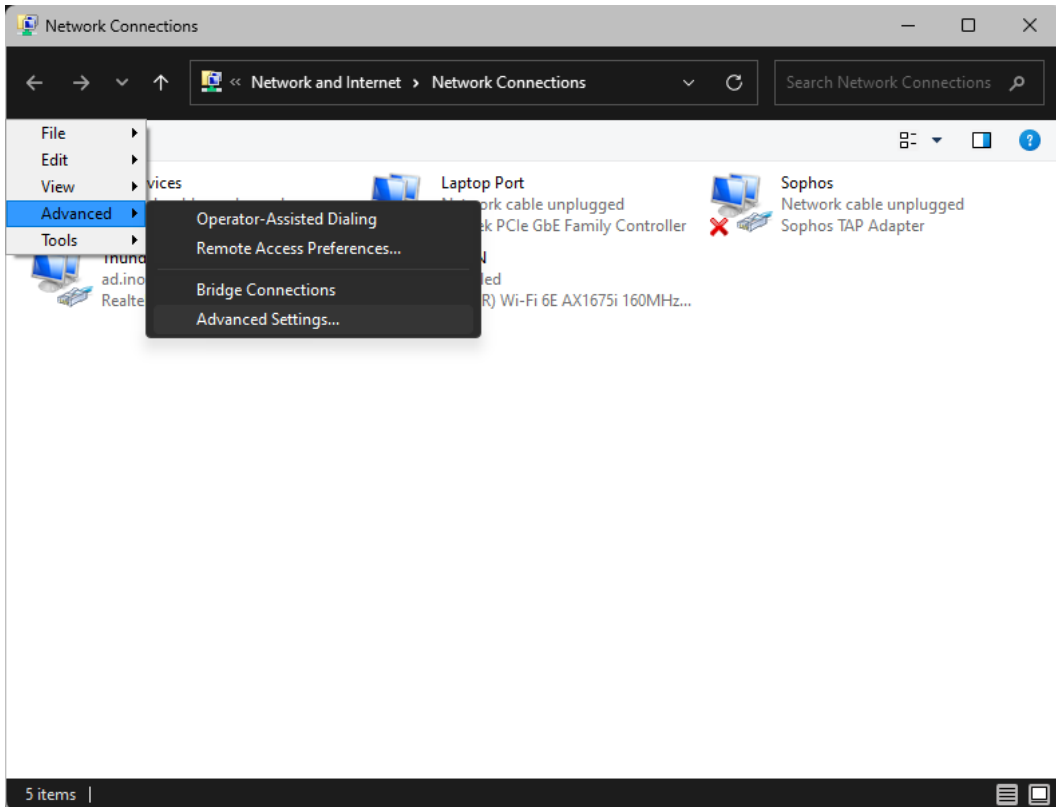 Network Connections
« Network and Internet › Network Connections
Search Network Connections
File
Edit
View
Advanced
Tools
Operator-Assisted Dialing
Remote Access Preferences...
Bridge Connections
Advanced Settings...
vices
Laptop Port
Network cable unplugged
ek PCIe GbE Family Controller
Sophos
Network cable unplugged
Sophos TAP Adapter
Thund
ad.ino
Realte
N
led
R) Wi-Fi 6E AX1675i 160MHz...
5 items